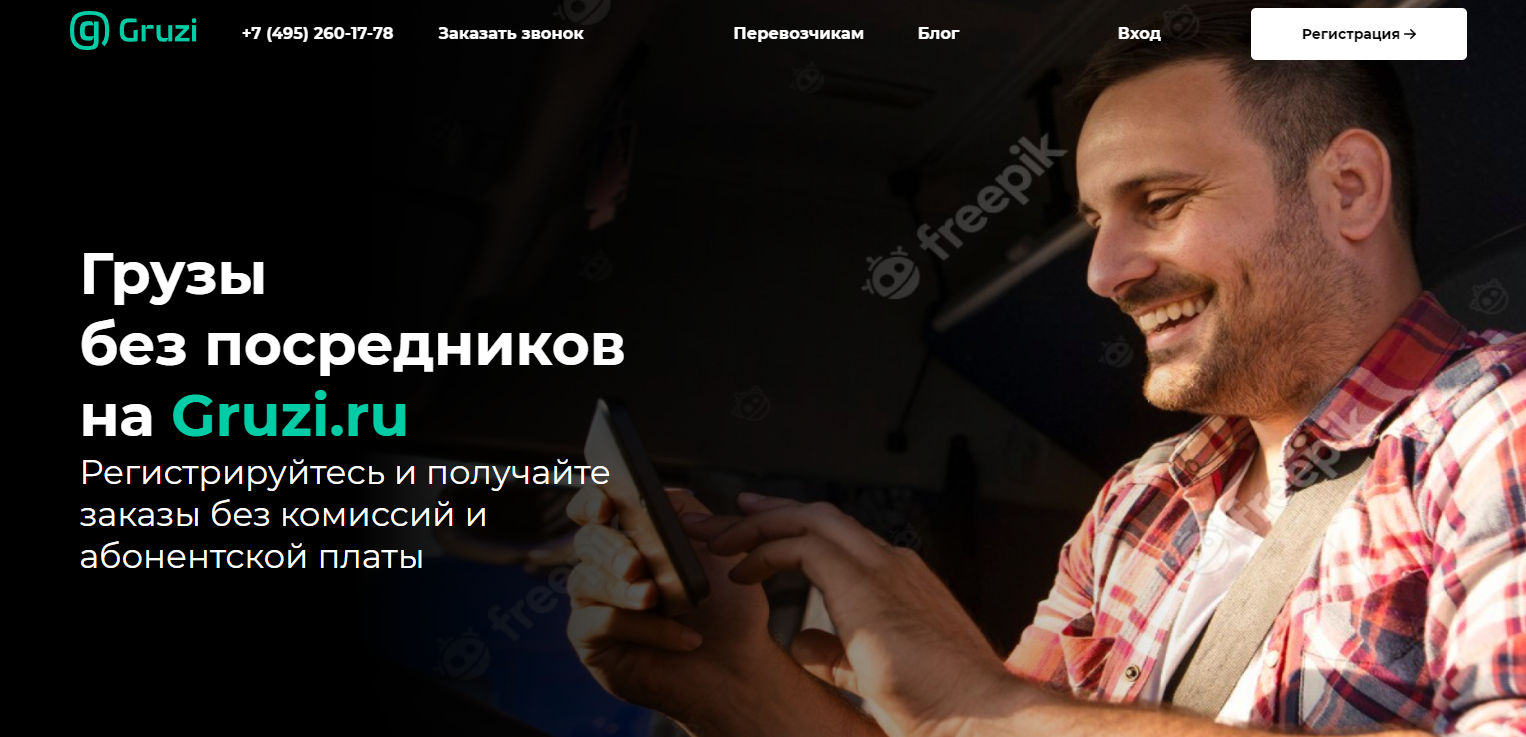 Gruzi
+7 (495) 260-17-78
Заказать звонок
Перевозчикам
Блог
Вход
Регистрация →
Грузы
без посредников
на Gruzi.ru
Регистрируйтесь и получайте
заказы без комиссий и
абонентской платы
freepik
freepik
freepik